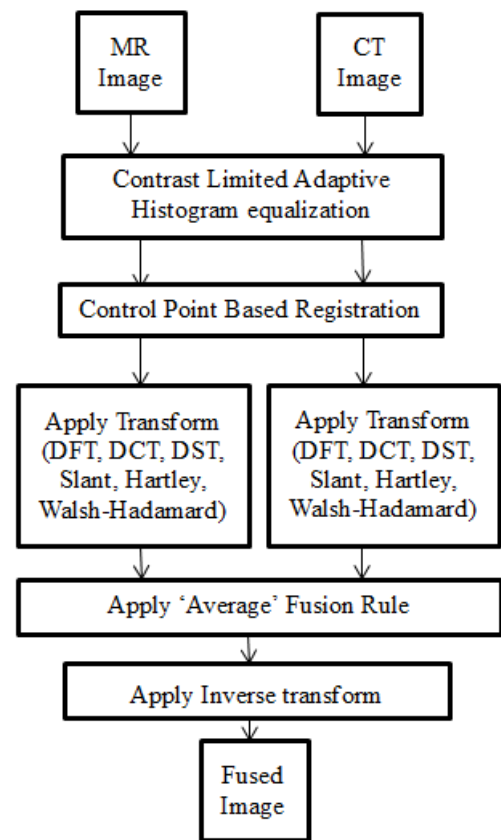 MR
Image
CT
Image
Contrast Limited Adaptive
Histogram equalization
Control Point Based Registration
Apply Transform
(DFT, DCT, DST,
Slant, Hartley,
Walsh-Hadamard)
Apply Transform
(DFT, DCT, DST,
Slant, Hartley,
Walsh-Hadamard)
Apply ‘Average’ Fusion Rule
Apply Inverse transform
Fused
Image